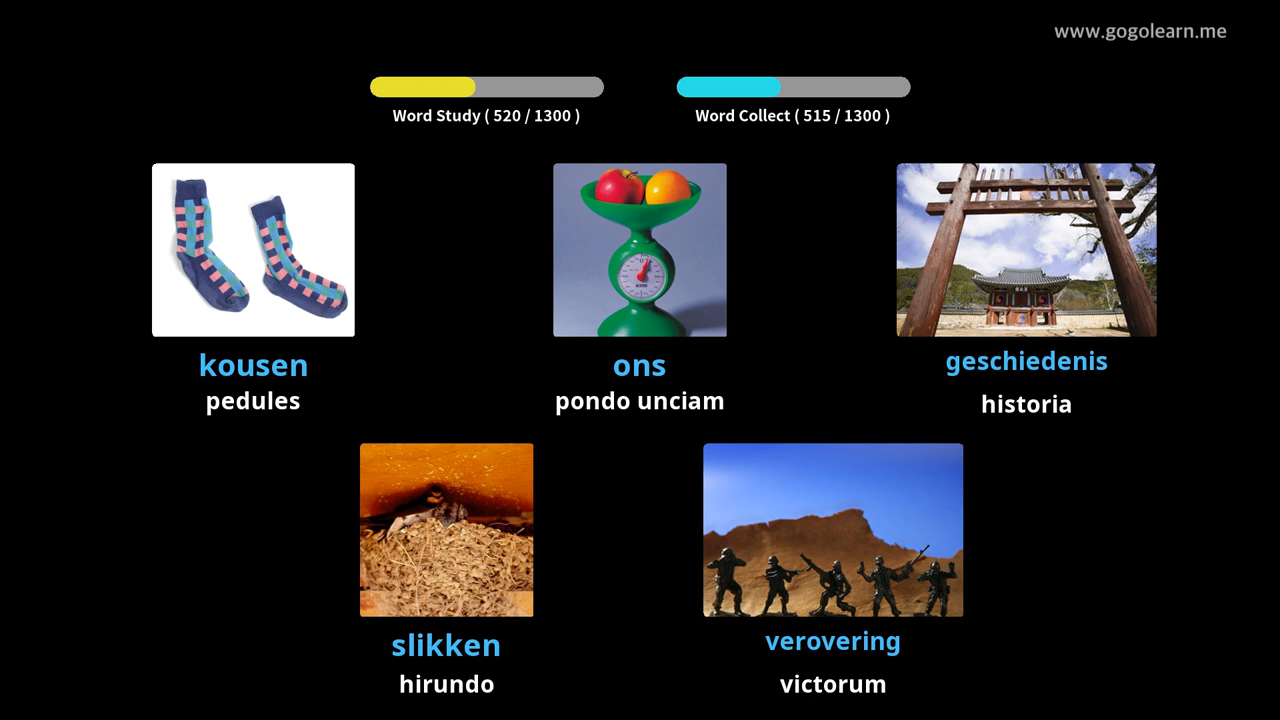 www.gogolearn.me
Word Study ( 520 / 1300 )
Word Collect ( 515 / 1300 )
kousen
pedules
ons
pondo unciam
geschiedenis
historia
slikken
hirundo
verovering
victorum